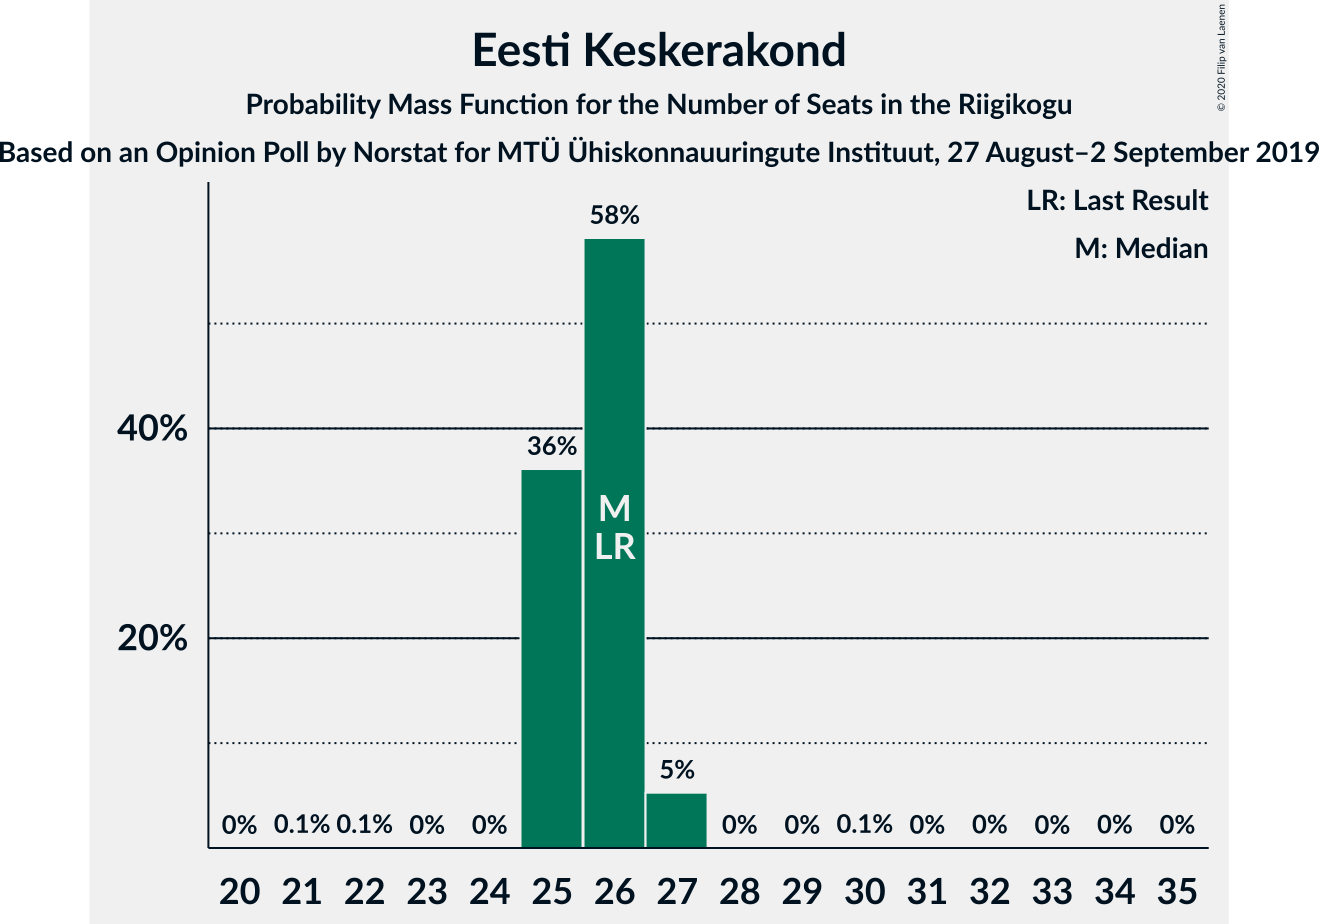 Eesti Keskerakond
Probability Mass Function for the Number of Seats in the Riigikogu
Based on an Opinion Poll by Norstat for MTÜ Ühiskonnauuringute Instituut, 27 August–2 September 2019
© 2020 Filip van Laenen
LR: Last Result
M: Median
58%
40%
36%
M
LR
20%
5%
0% 0.1% 0.1% 0% 0% 0% 0% 0.1% 0% 0% 0% 0% 0%
20 21 22 23 24 25 26 27 28 29 30 31 32 33 34 35